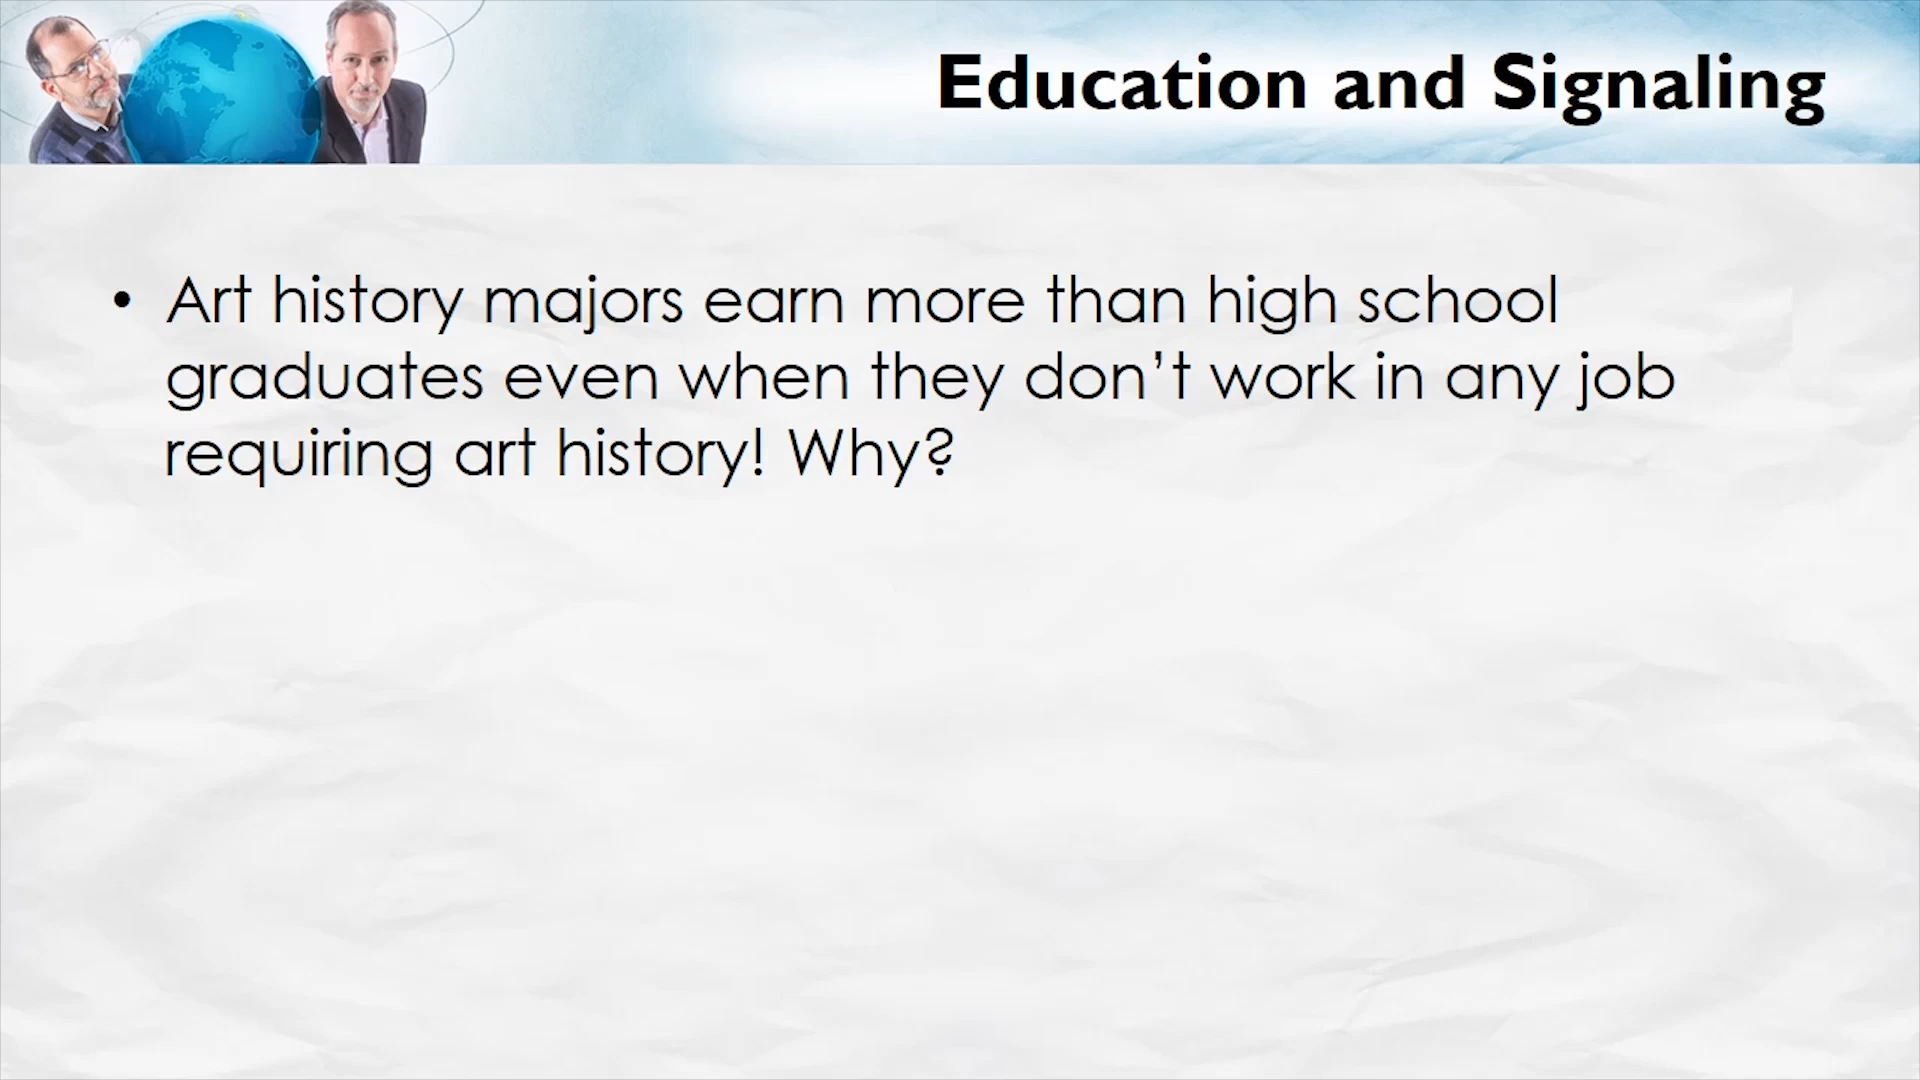 Education and Signaling
• Art history majors earn more than high school
graduates even when they don’t work in any job
requiring art history! Why?